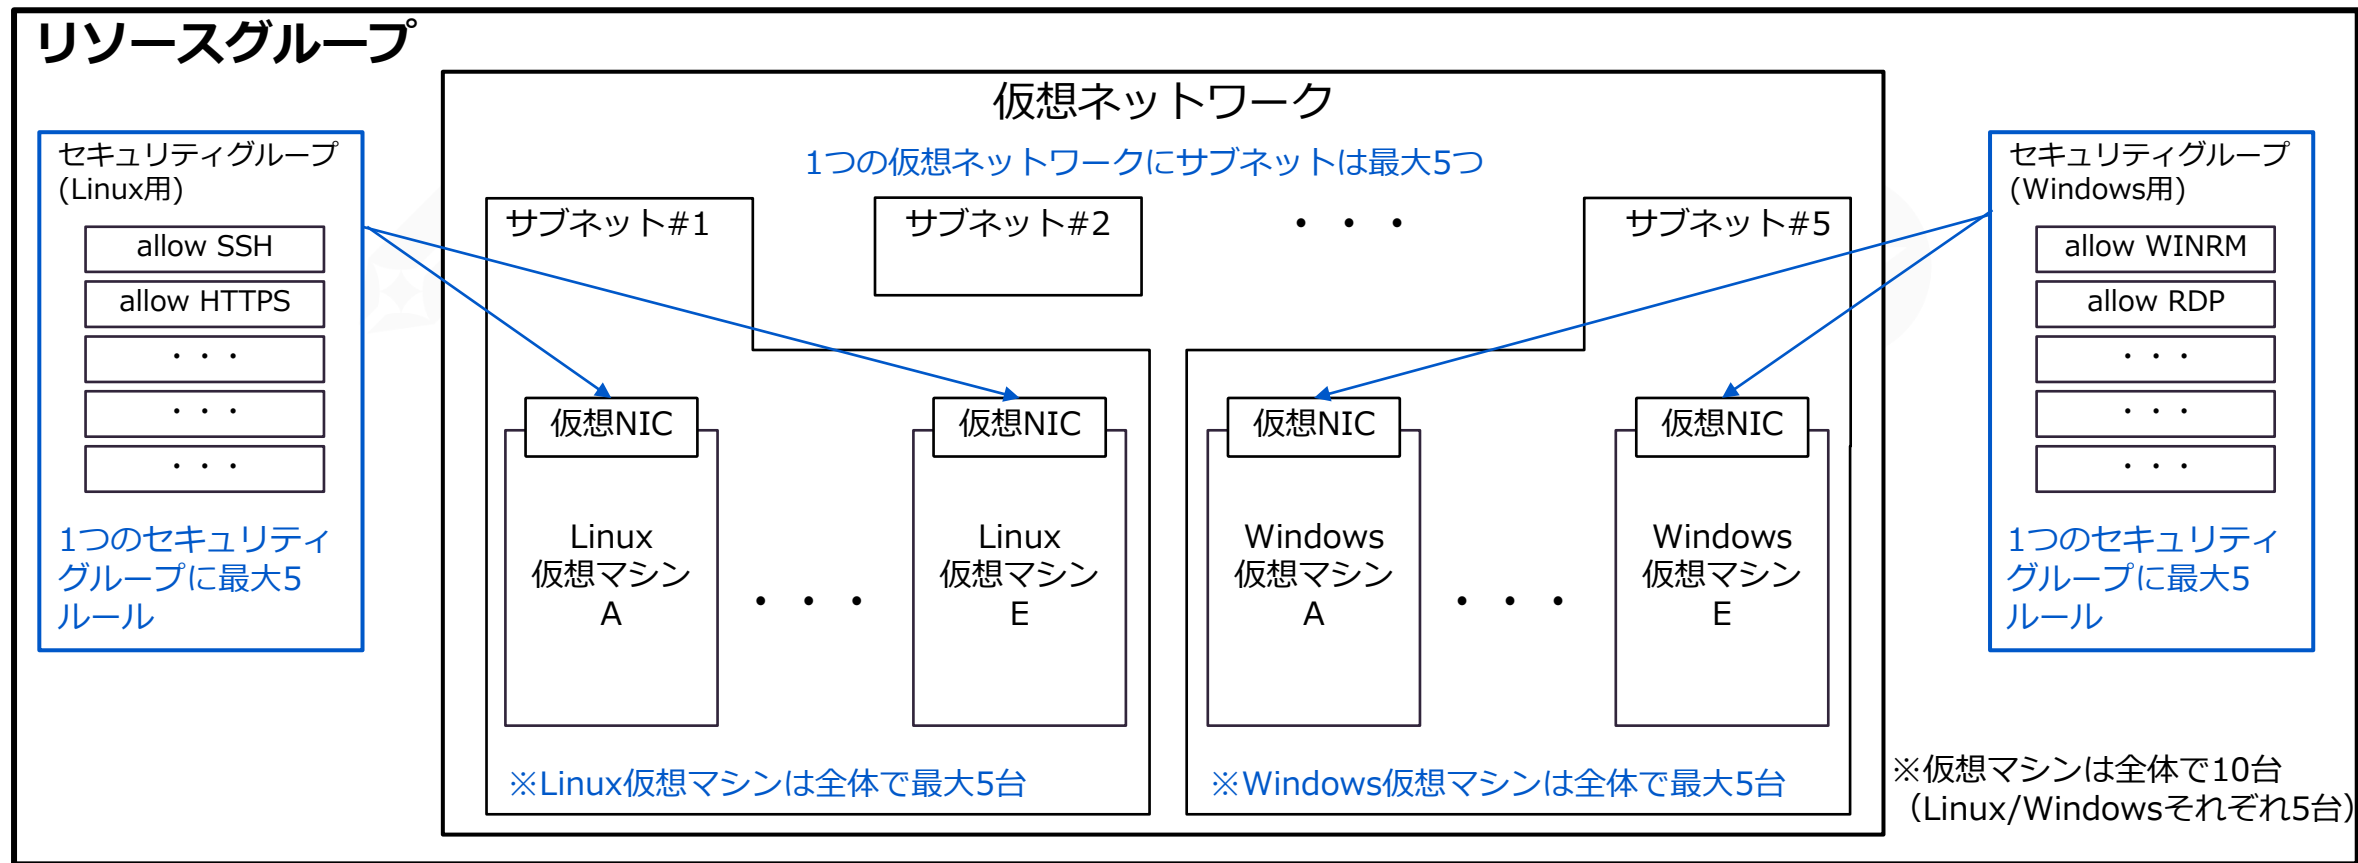 リソースグループ
仮想ネットワーク
1つの仮想ネットワークにサブネットは最大5つ
セキュリティグループ
(Linux用)
allow SSH
allow HTTPS
・・・
・・・
・・・
1つのセキュリティ
グループに最大5
ルール
サブネット#1
サブネット#2
・・・
サブネット#5
仮想NIC
仮想NIC
仮想NIC
仮想NIC
Linux
仮想マシン
A
・・・
Linux
仮想マシン
E
Windows
仮想マシン
A
・・・
Windows
仮想マシン
E
※Linux仮想マシンは全体で最大5台
※Windows仮想マシンは全体で最大5台
セキュリティグループ
(Windows用)
allow WINRM
allow RDP
・・・
・・・
・・・
1つのセキュリティ
グループに最大5
ルール
※仮想マシンは全体で10台
（Linux/Windowsそれぞれ5台）